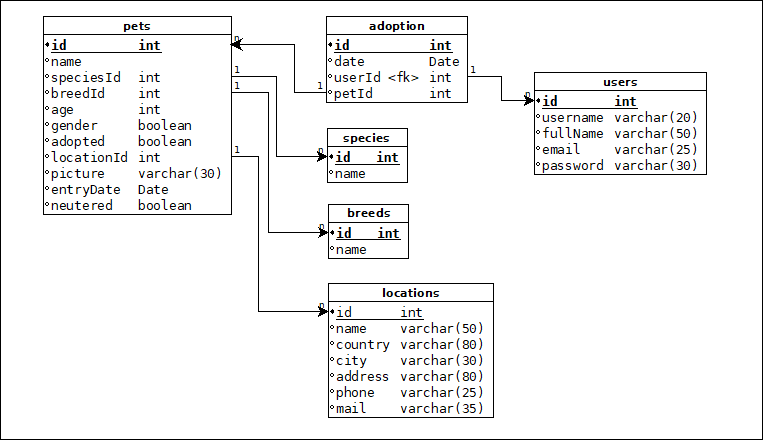 pets
id int
name
speciesId int
breedId int
age int
gender boolean
adopted boolean
locationId int
picture varchar(30)
entryDate Date
neutered boolean
adoption
id int
date Date
userId <fk> int
petId int
users
id int
username varchar(20)
fullName varchar(50)
email varchar(25)
password varchar(30)
species
id int
name
breeds
id int
name
locations
id int
name varchar(50)
country varchar(80)
city varchar(30)
address varchar(80)
phone varchar(25)
mail varchar(35)
n
1
1
n
1
1
1
n
n
n